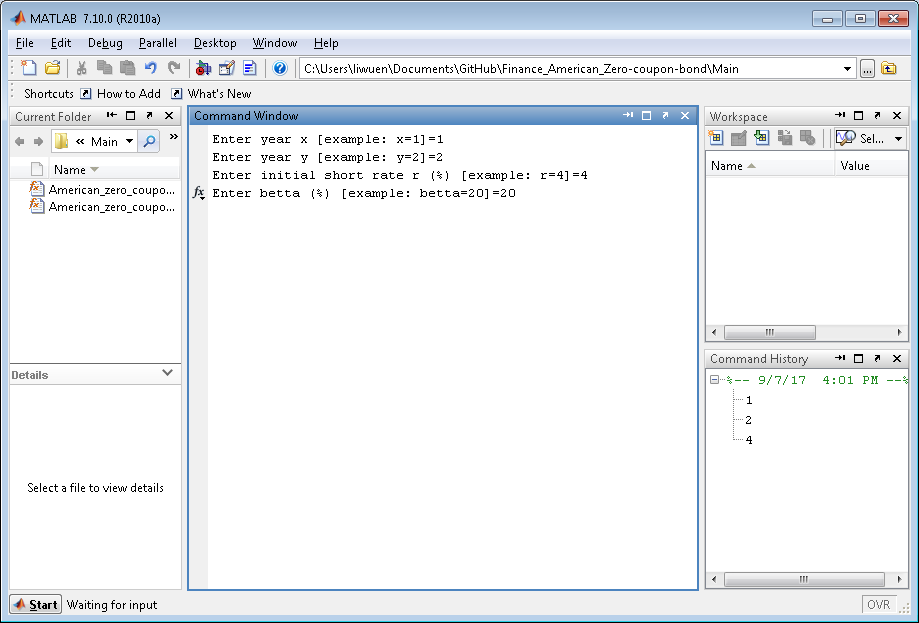 MATLAB 7.10.0 (R2010a)
File Edit Debug Parallel Desktop Window Help
C:\Users\liwuen\Documents\GitHub\Finance_American_Zero-coupon-bond\Main
...
Shortcuts How to Add What's New
Current Folder
« Main »
Name
American_zero_coupo...
American_zero_coupo...
Details
Select a file to view details
Command Window
Enter year x [example: x=1]=1
Enter year y [example: y=2]=2
Enter initial short rate r (%) [example: r=4]=4
fx Enter betta (%) [example: betta=20]=20
Workspace
Sel...
Name Value
Command History
%-- 9/7/17 4:01 PM --%
1
2
4
Start Waiting for input
OVR